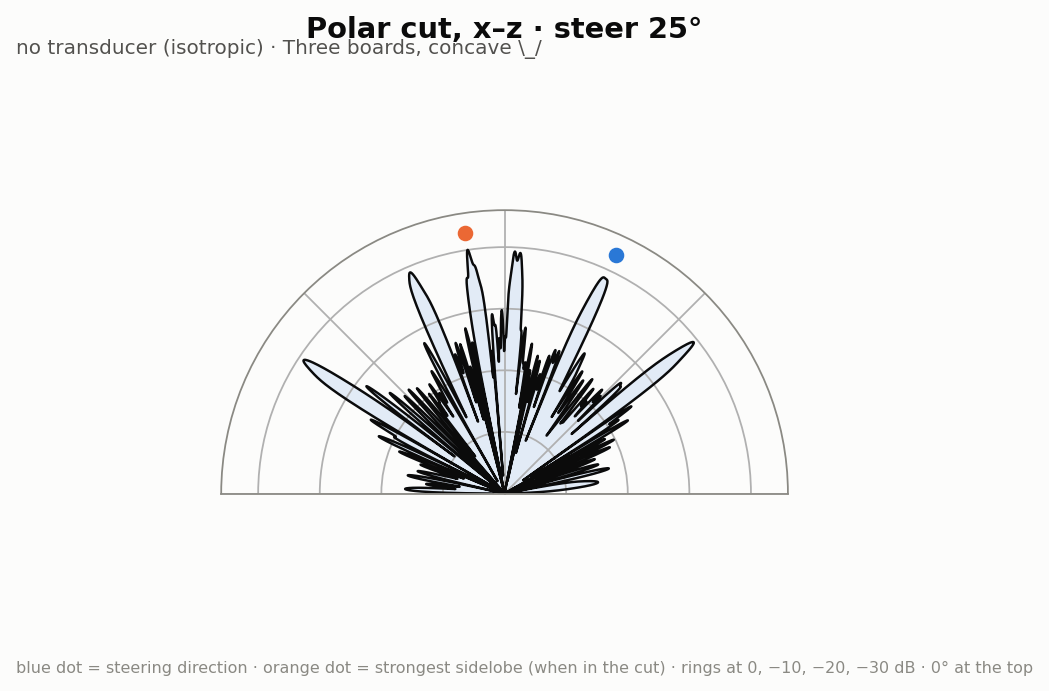 Polar cut, x–z · steer 25°
no transducer (isotropic) · Three boards, concave \_/
blue dot = steering direction · orange dot = strongest sidelobe (when in the cut) · rings at 0, −10, −20, −30 dB · 0° at the top